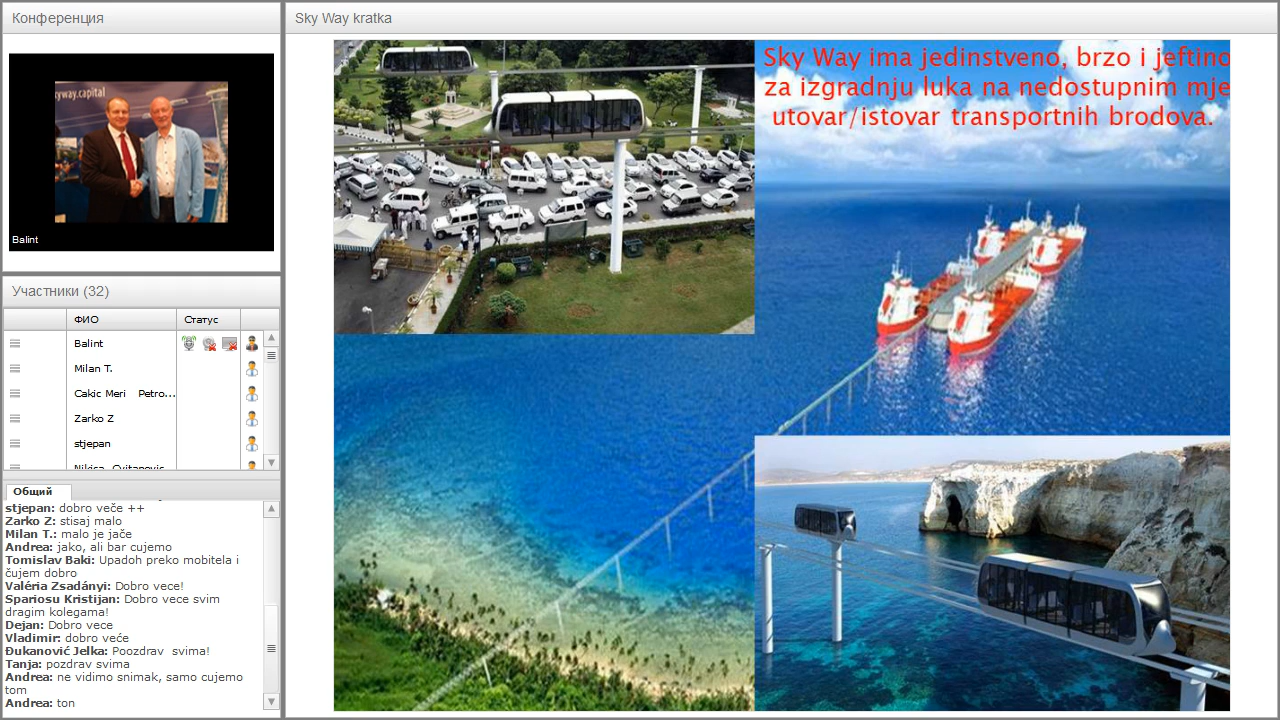 Конференция
kyway.capital
Balint
Участники (32)
ФИО
Статус
Balint
Milan T.
Cakic Meri Petro...
Zarko Z
stjepan
Общий
stjepan: dobro veče ++
Zarko Z: stisaj malo
Milan T.: malo se jače
Andrea: jako, ali bar cujemo
Tomislav Baki: Upadoh preko mobitela i
čujem dobro
Valéria Zsadányi: Dobro vece!
Spariosu Kristijan: Dobro vece svim
dragim kolegama!
Dejan: Dobro vece
Vladimir: dobro veće
Đukanović Luka: Poozdrav svima!
Tanja: pozdrav svima
Andrea: ne vidimo snimak, samo cujemo
tom
Andrea: ton
Sky Way kratka
Sky Way ima jedinstveno, brzo i jeftino
za izgradnju luka na nedostupnim mje
utovar/istovar transportnih brodova.